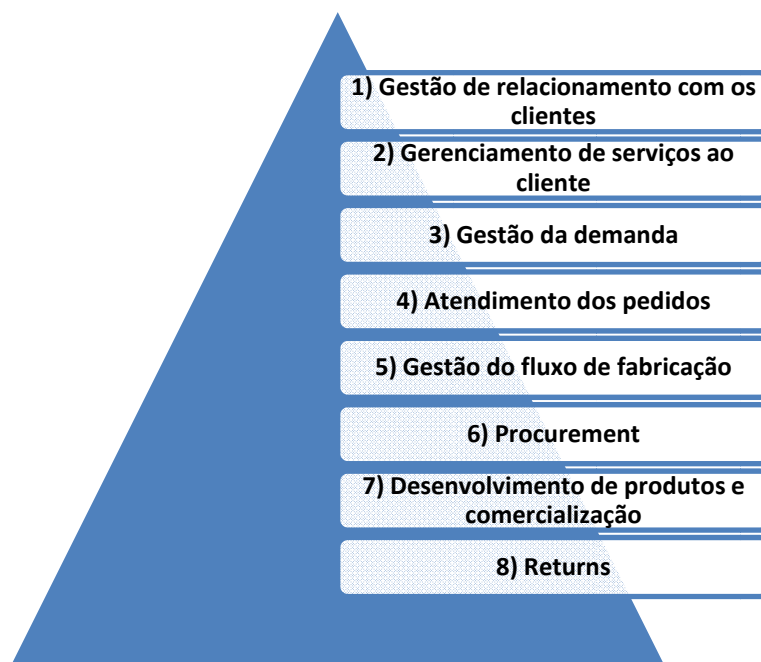 1) Gestão de relacionamento com os
clientes
2) Gerenciamento de serviços ao
cliente
3) Gestão da demanda
4) Atendimento dos pedidos
5) Gestão do fluxo de fabricação
6) Procurement
7) Desenvolvimento de produtos e
comercialização
8) Returns